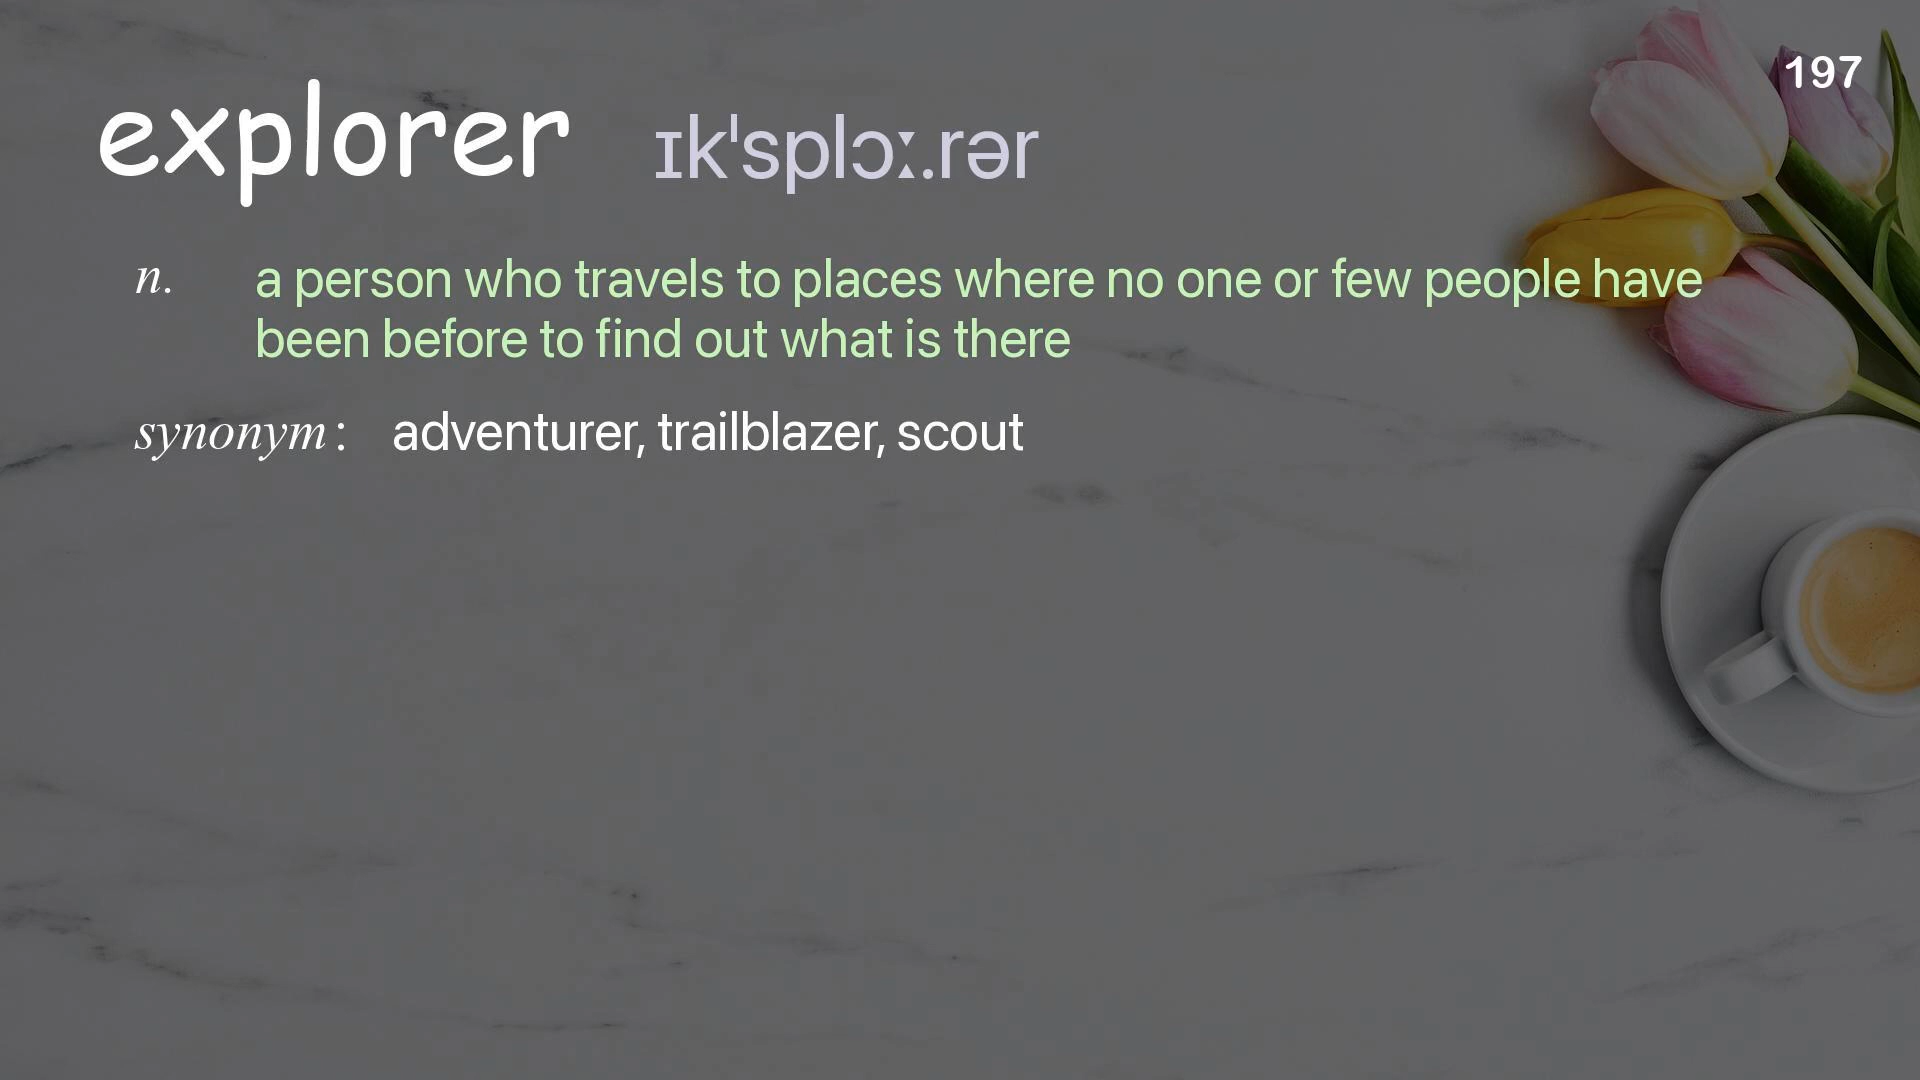 197
explorer ɪkˈsplɔː.rər
n. a person who travels to places where no one or few people have
been before to find out what is there
synonym: adventurer, trailblazer, scout